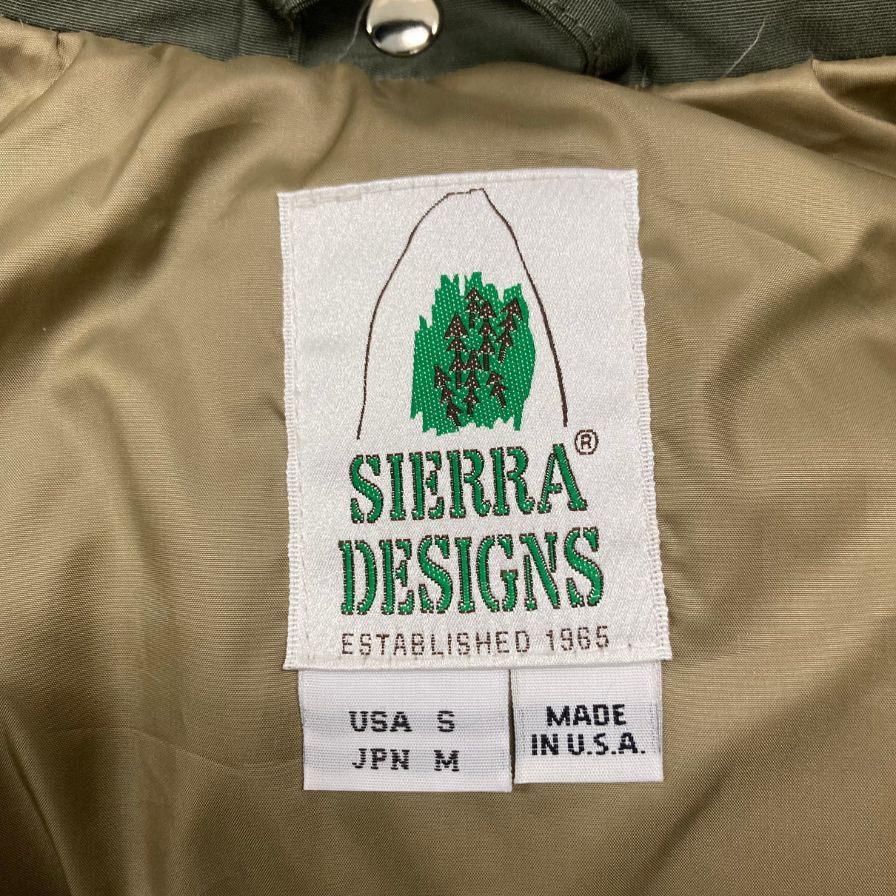 SIERRA®
DESIGNS
ESTABLISHED 1965
USA S
JPN M
MADE
IN U.S.A.